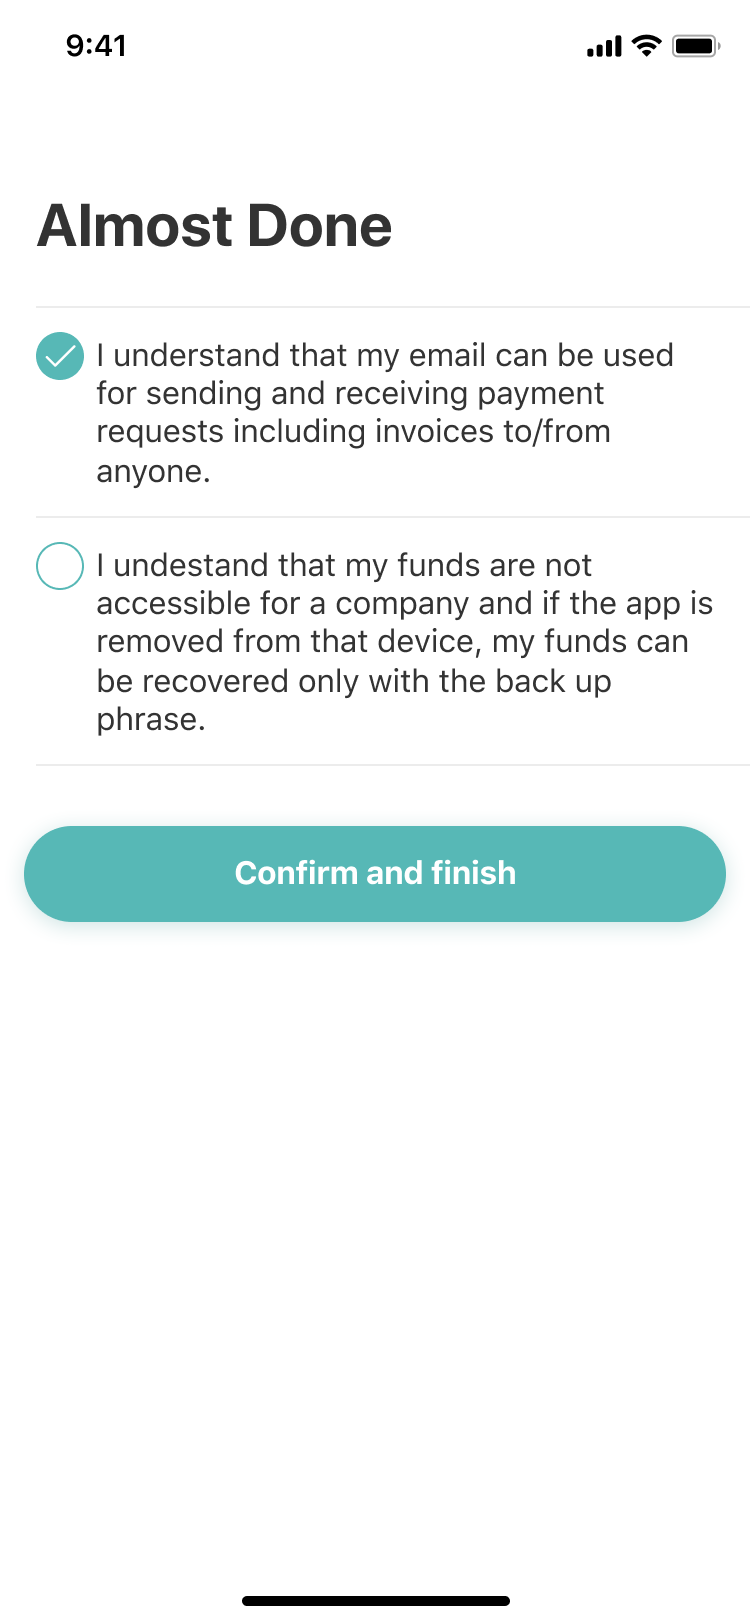 9:41
Almost Done
I understand that my email can be used
for sending and receiving payment
requests including invoices to/from
anyone.
I undestand that my funds are not
accessible for a company and if the app is
removed from that device, my funds can
be recovered only with the back up
phrase.
Confirm and finish